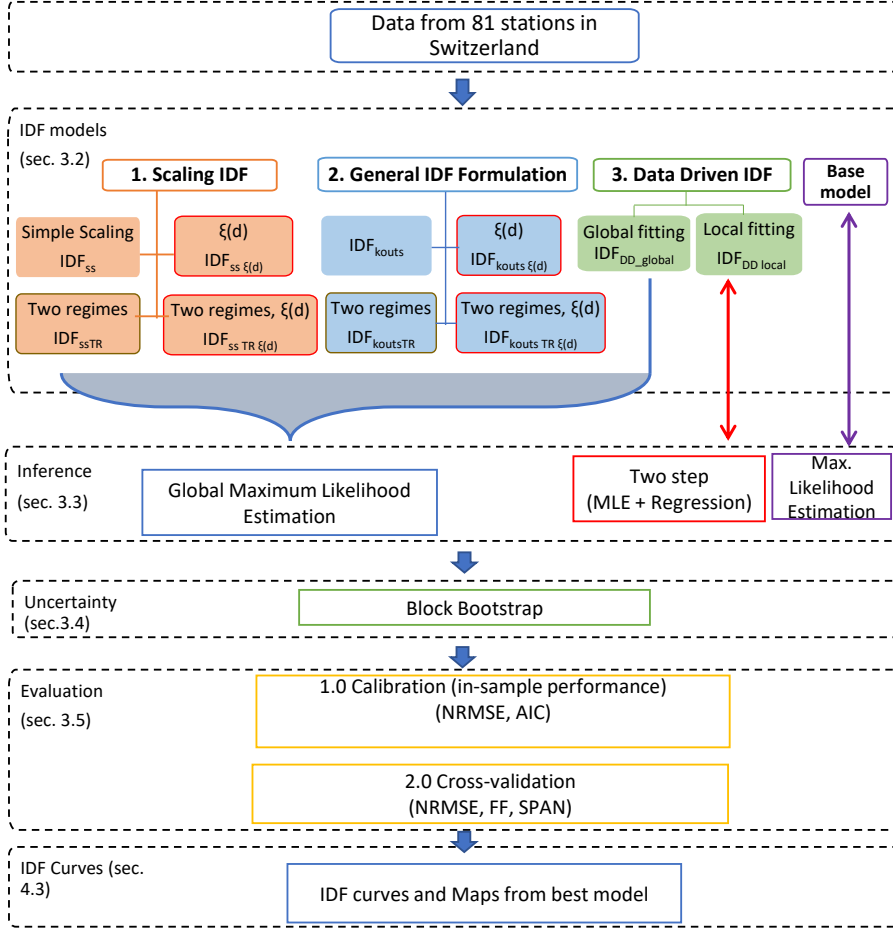 Data from 81 stations in
Switzerland
IDF models
(sec. 3.2)
1. Scaling IDF
2. General IDF Formulation
3. Data Driven IDF
Base
model
Simple Scaling
IDFss
ξ(d)
IDFss ξ(d)
IDFkouts
ξ(d)
IDFkouts ξ(d)
Global fitting
IDFDD_global
Local fitting
IDFDD local
Two regimes
IDFssTR
Two regimes, ξ(d)
IDFss TR ξ(d)
Two regimes
IDFkoutsTR
Two regimes, ξ(d)
IDFkouts TR ξ(d)
Inference
(sec. 3.3)
Global Maximum Likelihood
Estimation
Two step
(MLE + Regression)
Max.
Likelihood
Estimation
Uncertainty
(sec.3.4)
Block Bootstrap
Evaluation
(sec. 3.5)
1.0 Calibration (in-sample performance)
(NRMSE, AIC)
2.0 Cross-validation
(NRMSE, FF, SPAN)
IDF Curves (sec.
4.3)
IDF curves and Maps from best model